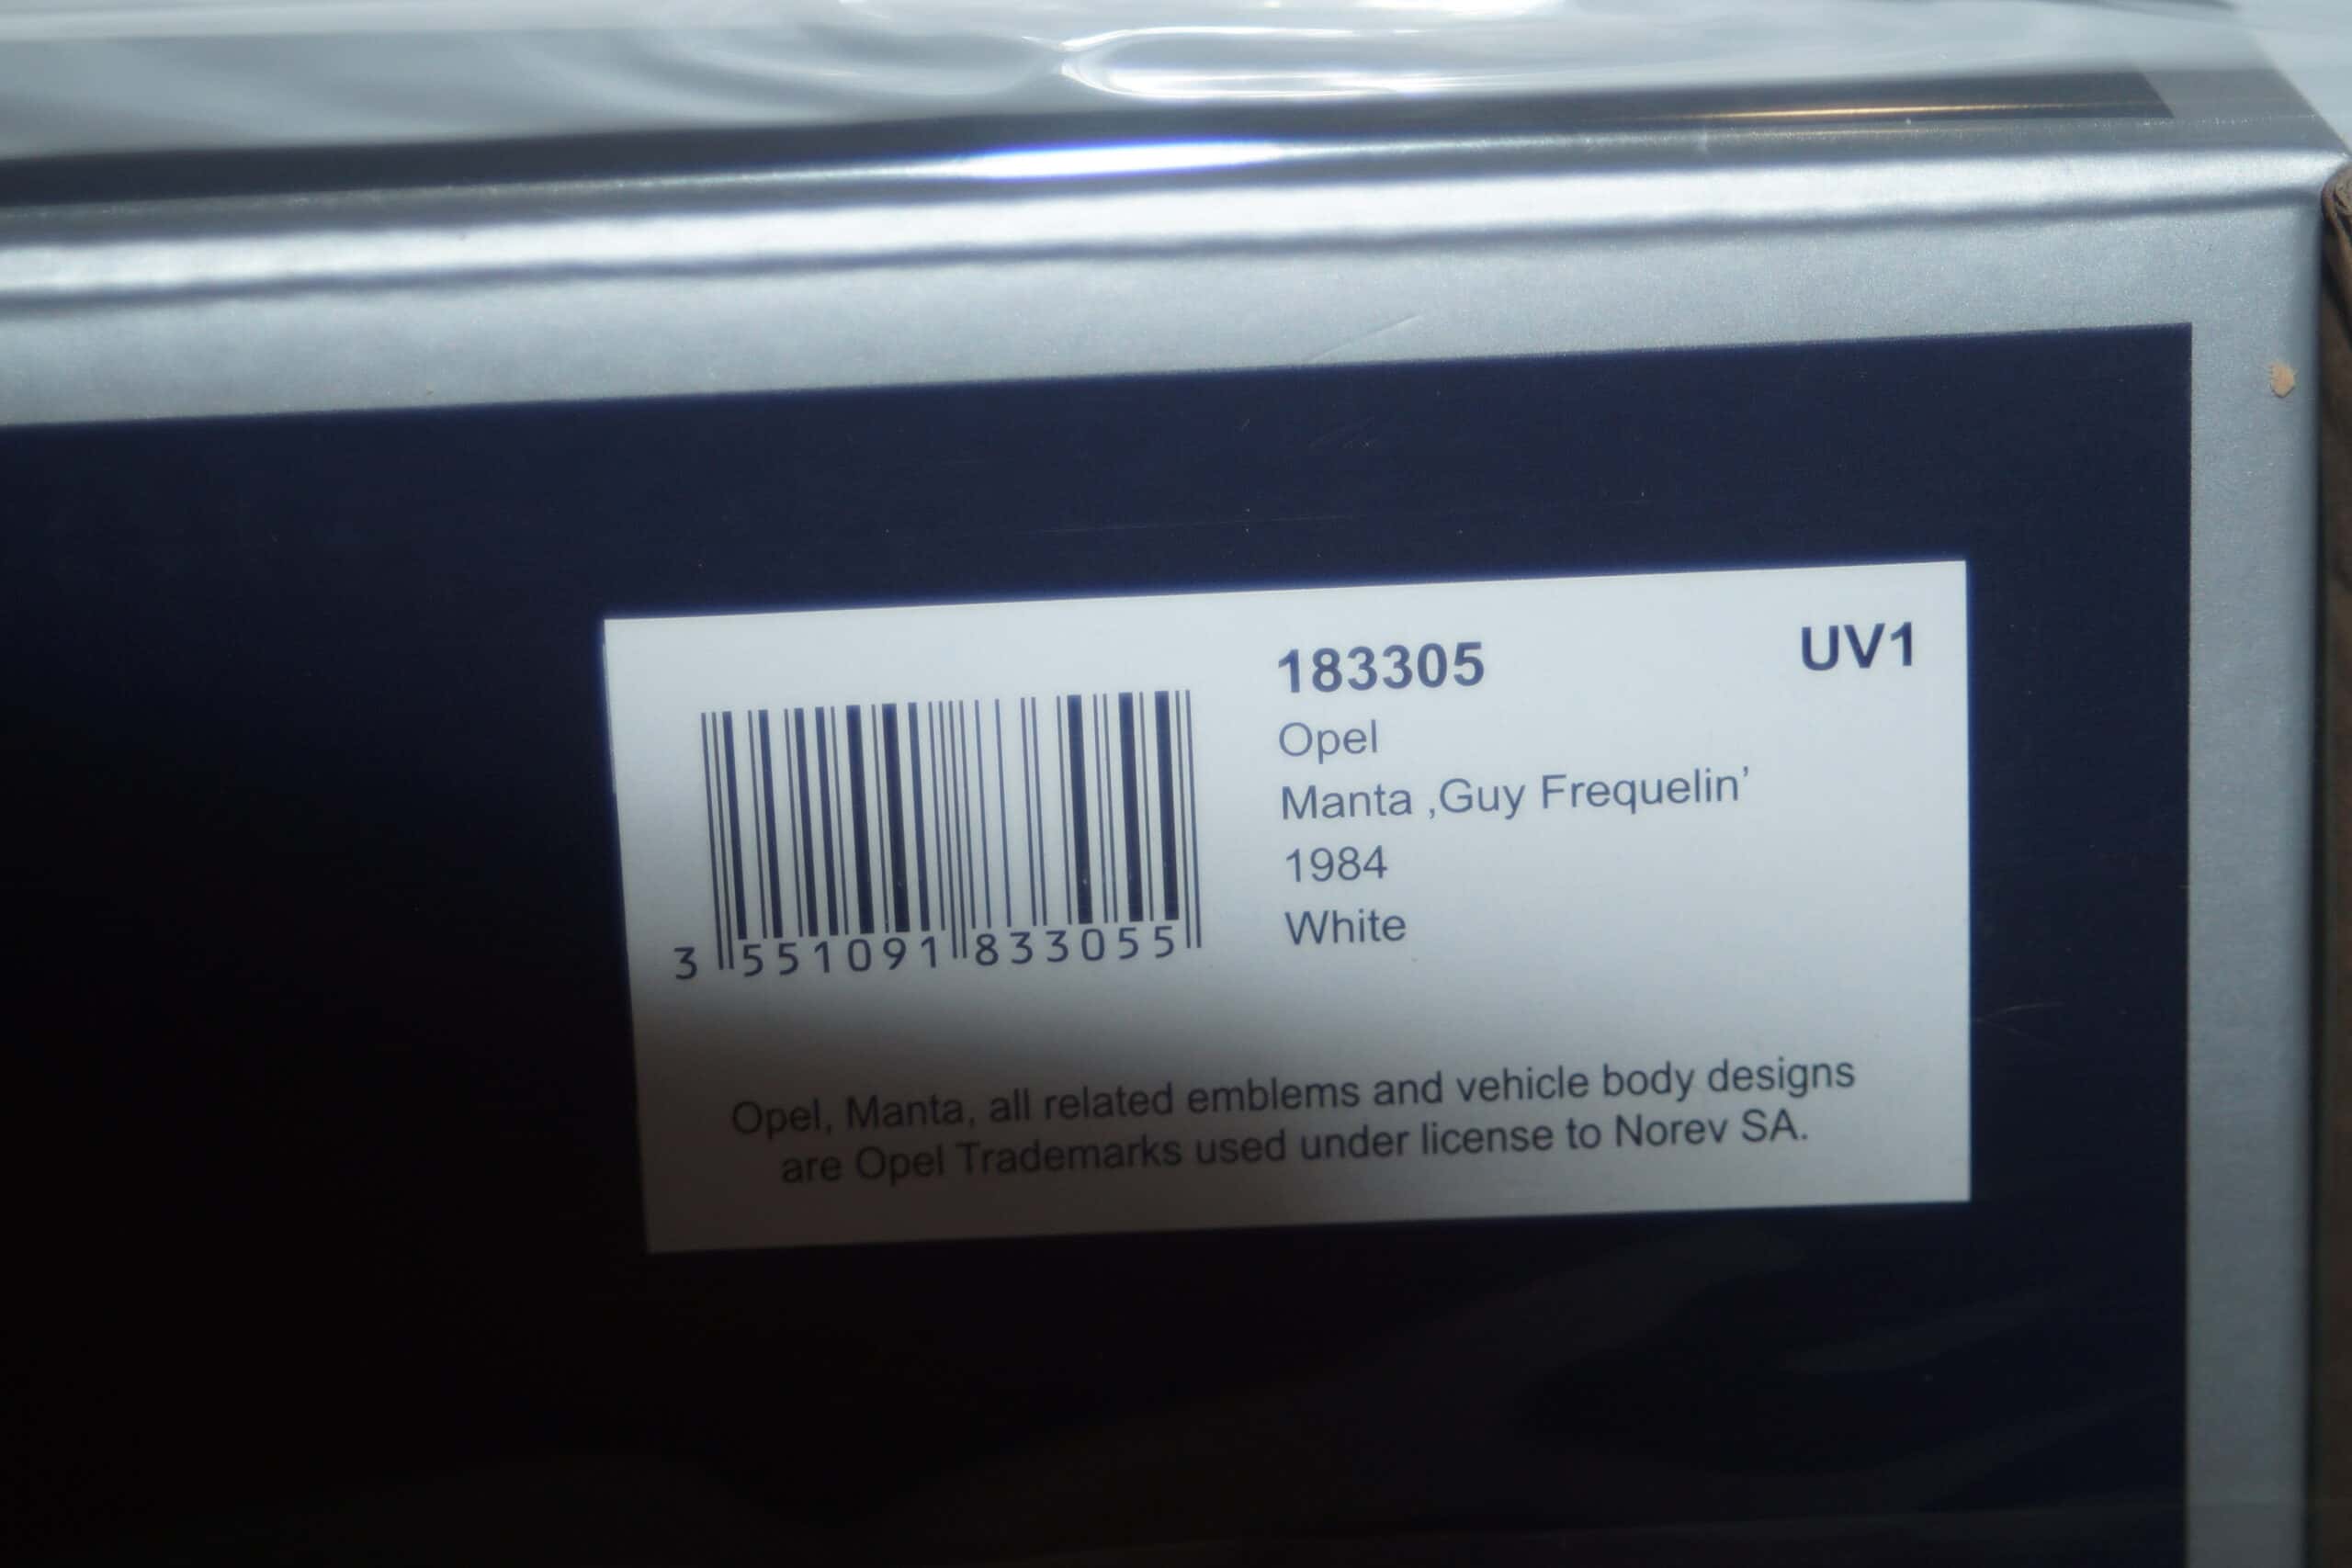 183305 UV1
Opel
Manta ‚Guy Frequelin’
1984
White
3 551091 833055
Opel, Manta, all related emblems and vehicle body designs
are Opel Trademarks used under license to Norev SA.